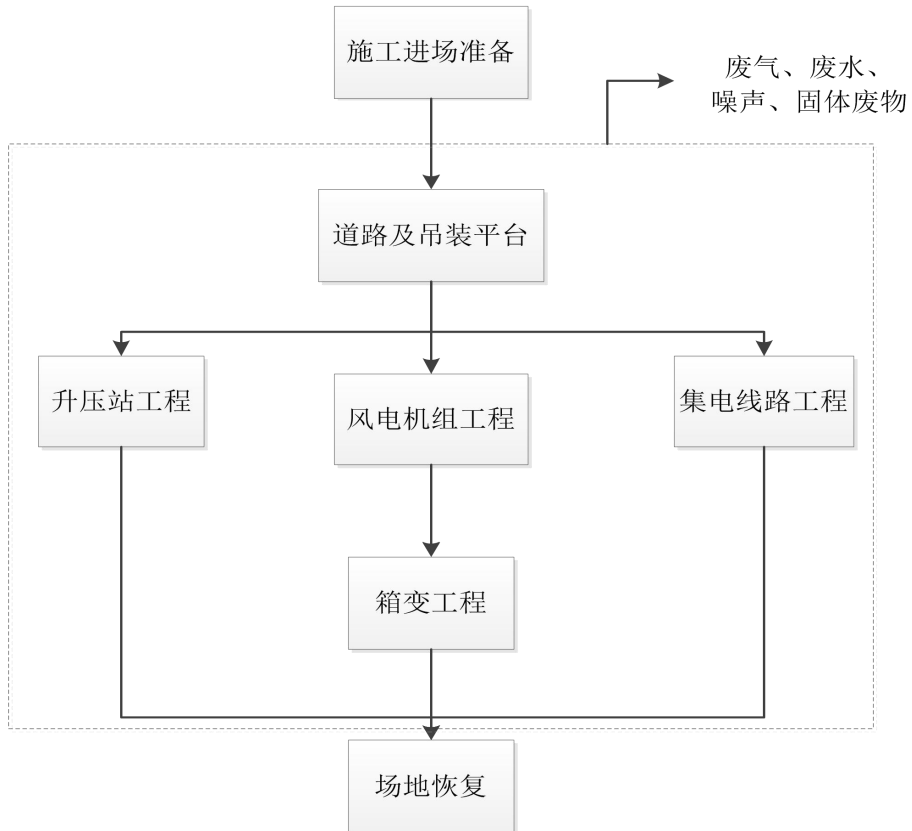 施工进场准备
废气、废水、
噪声、固体废物
道路及吊装平台
升压站工程
风电机组工程
集电线路工程
箱变工程
场地恢复